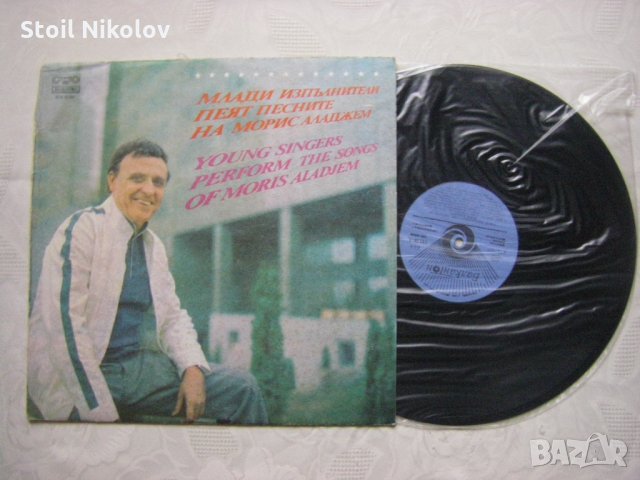 Stoil Nikolov
МЛАДИ ИЗПЪЛНИТЕЛИ
ПЕЯТ ПЕСНИТЕ
НА МОРИС АЛАДЖЕМ
YOUNG SINGERS
PERFORM THE SONGS
OF MORIS ALADJEM
Балкантон
BAZAR